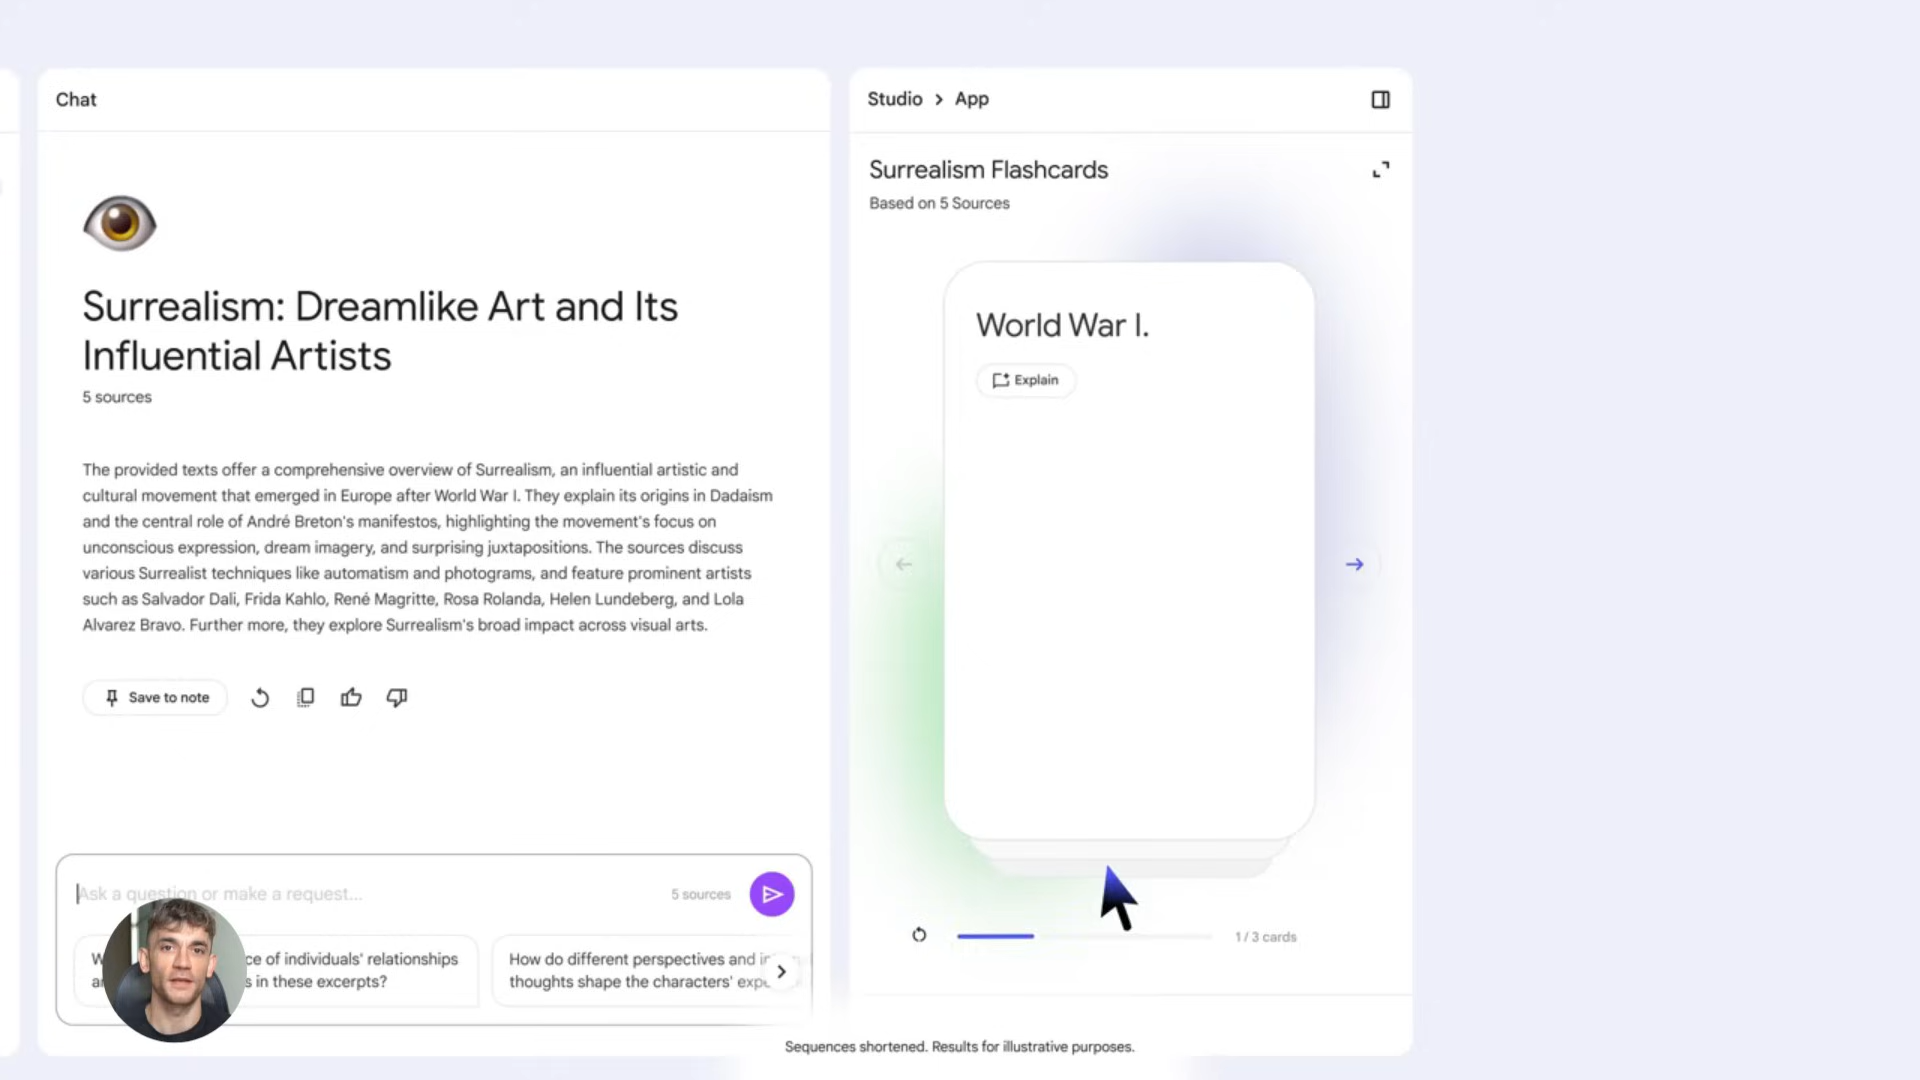 Chat
Surrealism: Dreamlike Art and Its
Influential Artists
5 sources
The provided texts offer a comprehensive overview of Surrealism, an influential artistic and
cultural movement that emerged in Europe after World War I. They explain its origins in Dadaism
and the central role of André Breton's manifestos, highlighting the movement's focus on
unconscious expression, dream imagery, and surprising juxtapositions. The sources discuss
various Surrealist techniques like automatism and photograms, and feature prominent artists
such as Salvador Dali, Frida Kahlo, René Magritte, Rosa Rolanda, Helen Lundeberg, and Lola
Alvarez Bravo. Further more, they explore Surrealism's broad impact across visual arts.
Save to note
Ask a question or make a request...
5 sources
ce of individuals' relationships
s in these excerpts?
How do different perspectives and
thoughts shape the characters'
Studio > App
Surrealism Flashcards
Based on 5 Sources
World War I.
Explain
1 / 3 cards
Sequences shortened. Results for illustrative purposes.